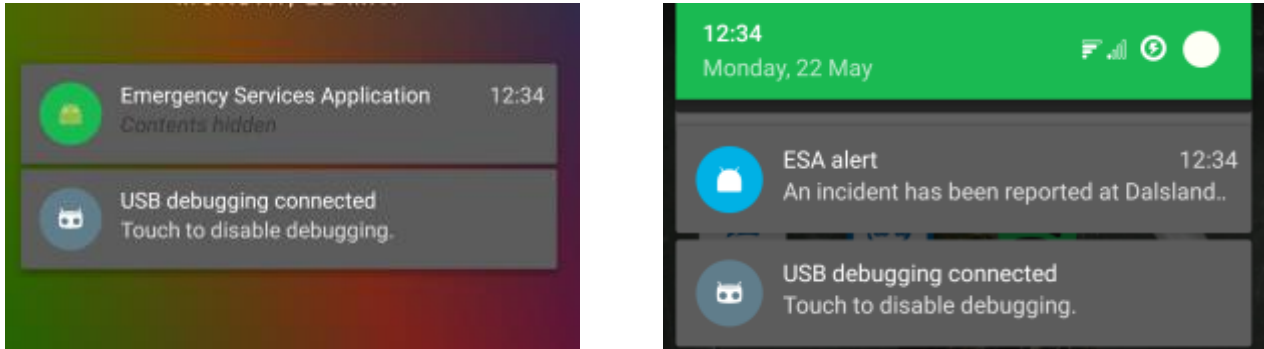 Emergency Services Application 12:34
Contents hidden
USB debugging connected
Touch to disable debugging.
12:34
Monday, 22 May
ESA alert 12:34
An incident has been reported at Dalsland..
USB debugging connected
Touch to disable debugging.